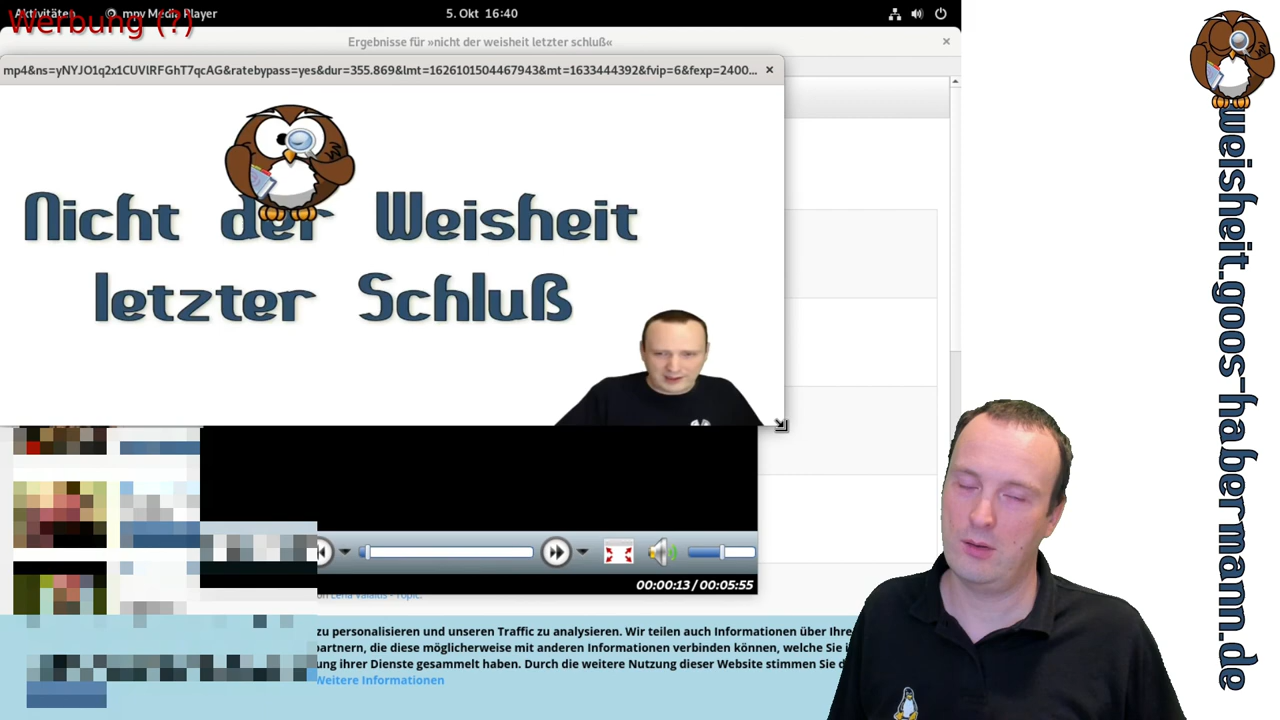 Aktivitäten
mpv Media Player
5. Okt 16:40
Werbung (?)
Ergebnisse für »nicht der weisheit letzter schluß«
mp4&ns=yNYJO1q2x1CUVlRFGhT7qcAG&ratebypass=yes&dur=355.869&lmt=1626101504467943&mt=1633444392&fvip=6&fexp=2400...
Nicht der Weisheit
letzter Schluß
00:00:13 / 00:05:55
on Lena Valaitis - Topic.
zu personalisieren und unseren Traffic zu analysieren. Wir teilen auch Informationen über Ihre
partnern, die diese möglicherweise mit anderen Informationen verbinden können, welche Sie i
ung ihrer Dienste gesammelt haben. Durch die weitere Nutzung dieser Website stimmen Sie d
Weitere Informationen
weisheit.goos-habermann.de